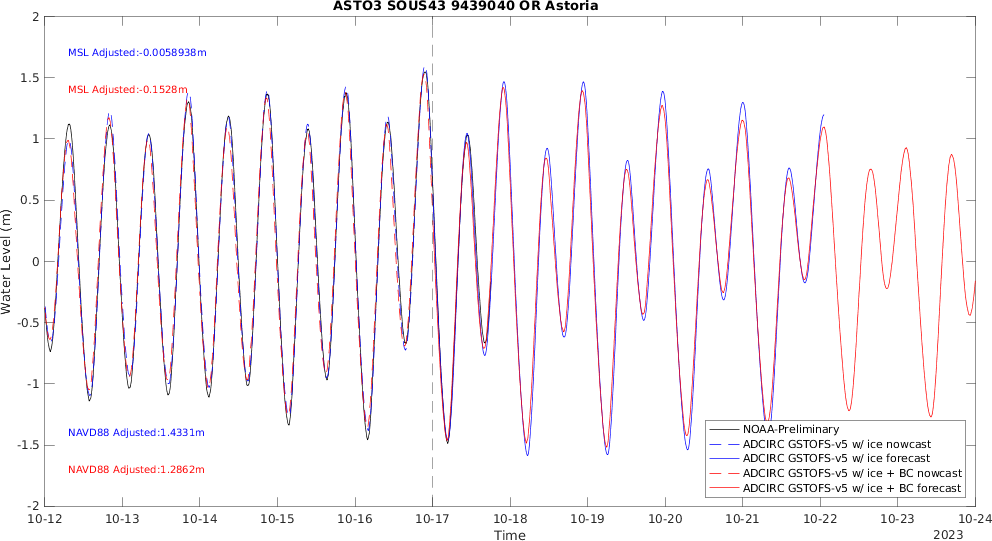 ASTO3 SOUS43 9439040 OR Astoria
MSL Adjusted:-0.0058938m
MSL Adjusted:-0.1528m
NAVD88 Adjusted:1.4331m
NAVD88 Adjusted:1.2862m
Water Level (m)
2
1.5
1
0.5
0
-0.5
-1
-1.5
-2
NOAA-Preliminary
ADCIRC GSTOFS-v5 w/ ice nowcast
ADCIRC GSTOFS-v5 w/ ice forecast
ADCIRC GSTOFS-v5 w/ ice + BC nowcast
ADCIRC GSTOFS-v5 w/ ice + BC forecast
10-12 10-13 10-14 10-15 10-16 10-17 10-18 10-19 10-20 10-21 10-22 10-23 10-24
Time
2023